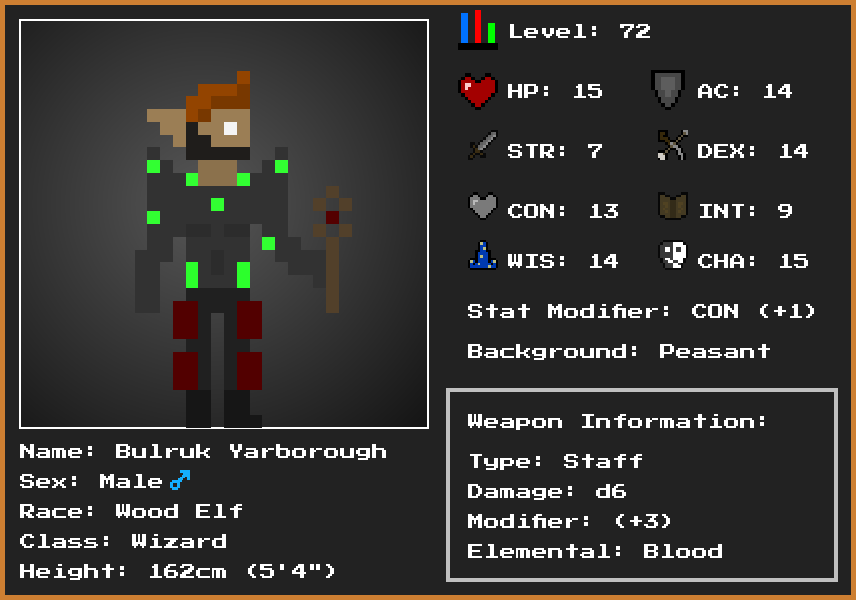 Level: 72
HP: 15
AC: 14
STR: 7
DEX: 14
CON: 13
INT: 9
WIS: 14
CHA: 15
Stat Modifier: CON (+1)
Background: Peasant
Weapon Information:
Type: Staff
Damage: d6
Modifier: (+3)
Elemental: Blood
Name: Bulruk Yarborough
Sex: Male♂
Race: Wood Elf
Class: Wizard
Height: 162cm (5'4")